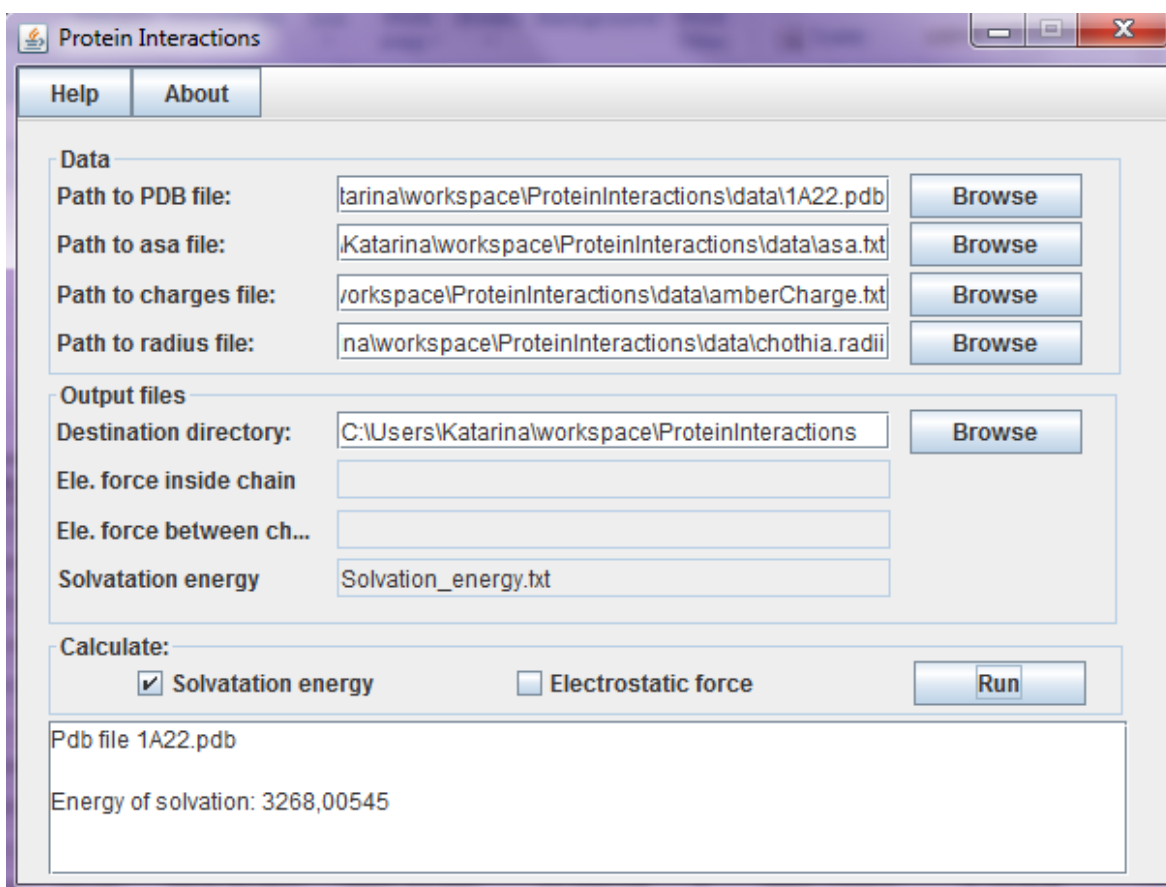 Protein Interactions
Help About
Data
Path to PDB file: tarina\workspace\ProteinInteractions\data\1A22.pdb Browse
Path to asa file: \Katarina\workspace\ProteinInteractions\data\asa.txt Browse
Path to charges file: workspace\ProteinInteractions\data\amberCharge.txt Browse
Path to radius file: na\workspace\ProteinInteractions\data\chothia.radii Browse
Output files
Destination directory: C:\Users\Katarina\workspace\ProteinInteractions Browse
Ele. force inside chain
Ele. force between ch...
Solvatation energy Solvation_energy.txt
Calculate:
Solvatation energy Electrostatic force Run
Pdb file 1A22.pdb
Energy of solvation: 3268,00545